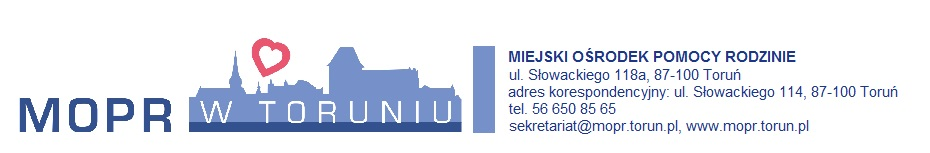 MOPR W TORUNIU
MIEJSKI OŚRODEK POMOCY RODZINIE
ul. Słowackiego 118a, 87-100 Toruń
adres korespondencyjny: ul. Słowackiego 114, 87-100 Toruń
tel. 56 650 85 65
sekretariat@mopr.torun.pl, www.mopr.torun.pl